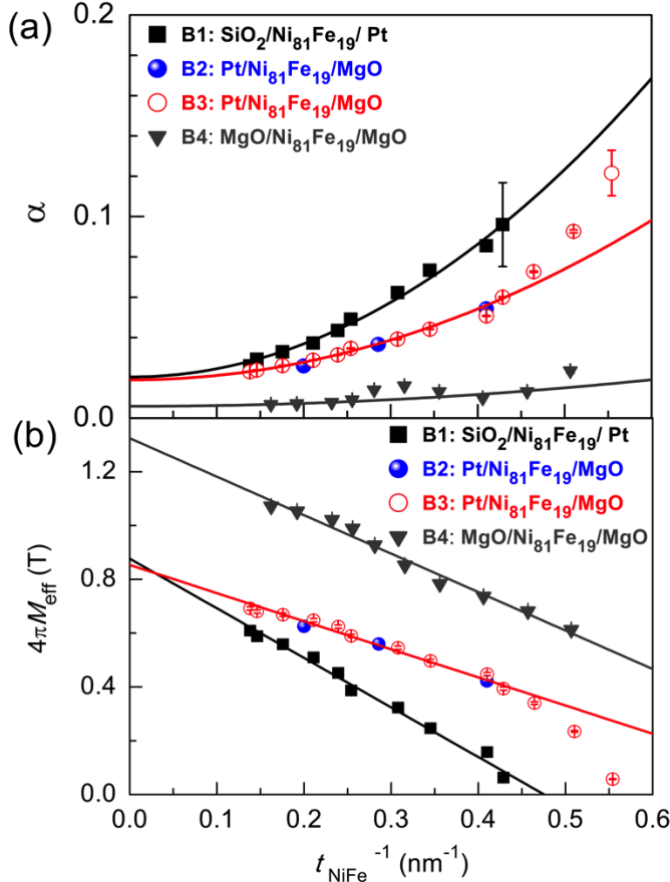 (a)
B1: SiO₂/Ni₈₁Fe₁₉/ Pt
B2: Pt/Ni₈₁Fe₁₉/MgO
B3: Pt/Ni₈₁Fe₁₉/MgO
B4: MgO/Ni₈₁Fe₁₉/MgO
0.2
0.1
0.0
α
(b)
B1: SiO₂/Ni₈₁Fe₁₉/ Pt
B2: Pt/Ni₈₁Fe₁₉/MgO
B3: Pt/Ni₈₁Fe₁₉/MgO
B4: MgO/Ni₈₁Fe₁₉/MgO
1.2
0.8
0.4
0.0
4πM_eff (T)
0.0 0.1 0.2 0.3 0.4 0.5 0.6
t_NiFe⁻¹ (nm⁻¹)